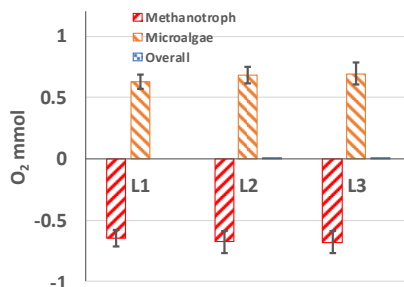 Methanotroph
Microalgae
Overall
1
0.5
0
-0.5
-1
O₂ mmol
L1
L2
L3